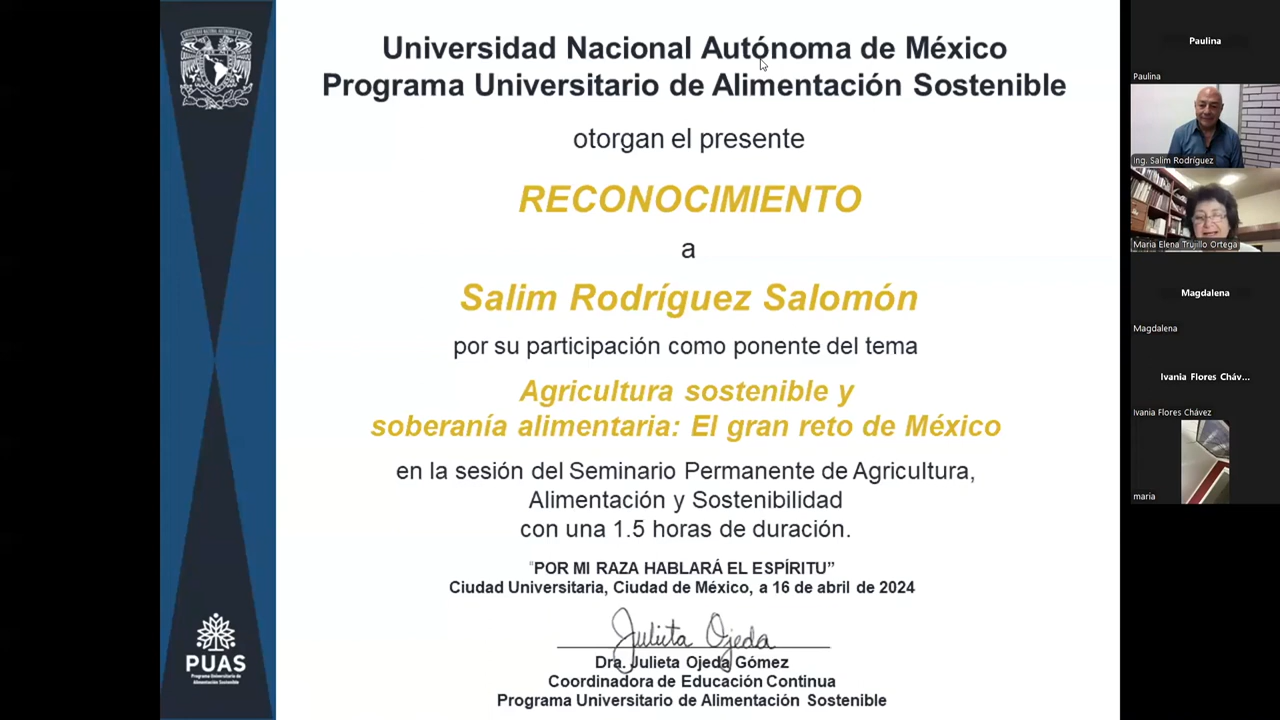 Universidad Nacional Autónoma de México
Programa Universitario de Alimentación Sostenible
otorgan el presente
RECONOCIMIENTO
a
Salim Rodríguez Salomón
por su participación como ponente del tema
Agricultura sostenible y
soberanía alimentaria: El gran reto de México
en la sesión del Seminario Permanente de Agricultura,
Alimentación y Sostenibilidad
con una 1.5 horas de duración.
"POR MI RAZA HABLARÁ EL ESPÍRITU”
Ciudad Universitaria, Ciudad de México, a 16 de abril de 2024
Julieta Ojeda
Dra. Julieta Ojeda Gómez
Coordinadora de Educación Continua
Programa Universitario de Alimentación Sostenible
PUAS
Programa Universitario de
Alimentación Sostenible
Paulina
Paulina
Ing. Salim Rodríguez
Maria Elena Trujillo Ortega
Magdalena
Magdalena
Ivania Flores Cháv...
Ivania Flores Chávez
maria